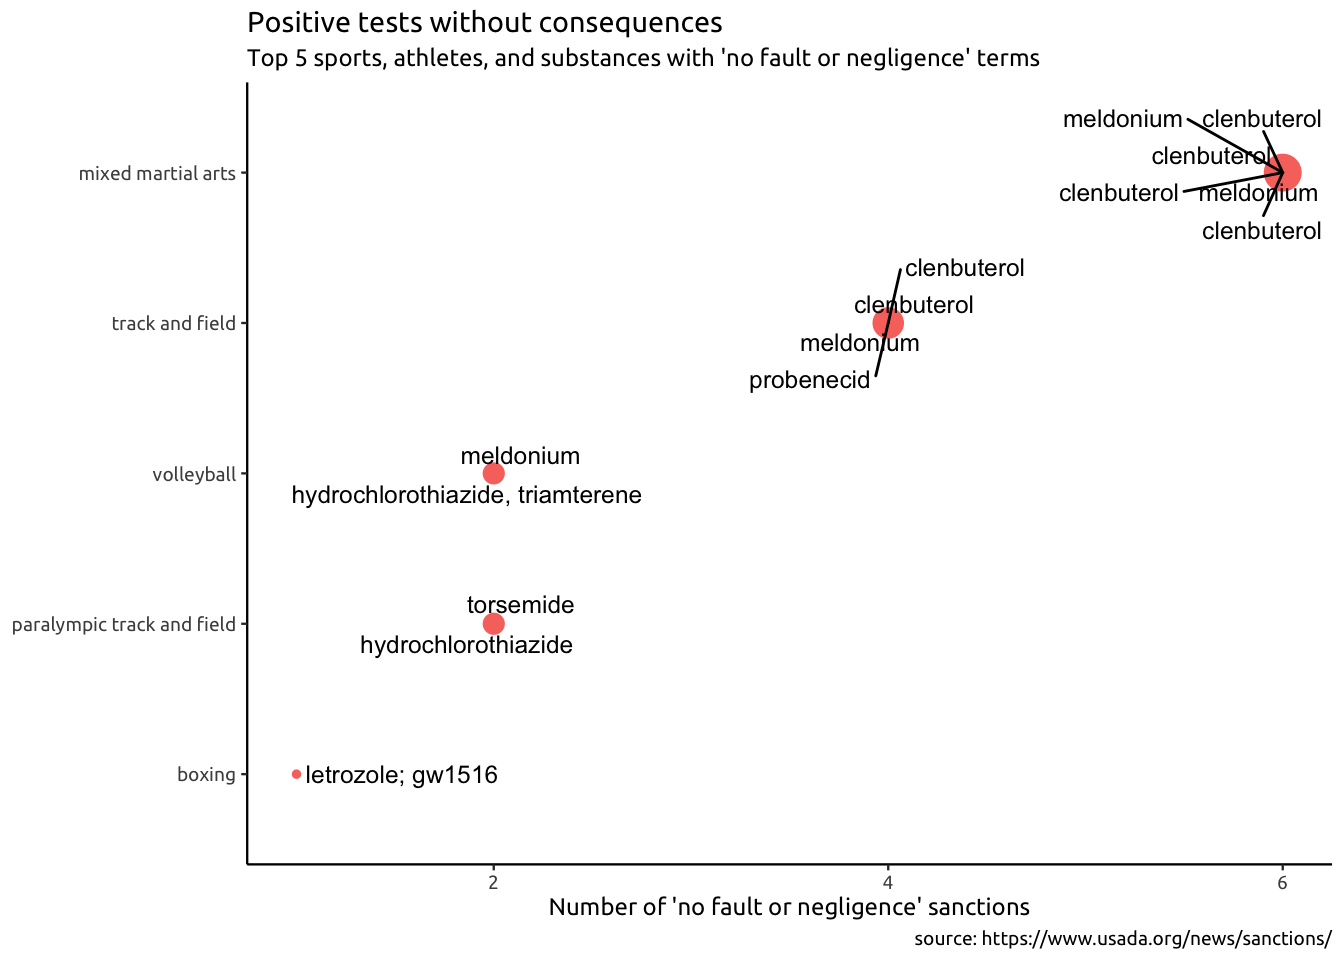 Positive tests without consequences
Top 5 sports, athletes, and substances with 'no fault or negligence' terms
meldonium
clenbuterol
clenbuterol
mixed martial arts
clenbuterol
meldonium
clenbuterol
clenbuterol
clenbuterol
track and field
meldonium
probenecid
meldonium
volleyball
hydrochlorothiazide, triamterene
torsemide
paralympic track and field
hydrochlorothiazide
boxing
letrozole; gw1516
2
4
6
Number of 'no fault or negligence' sanctions
source: https://www.usada.org/news/sanctions/